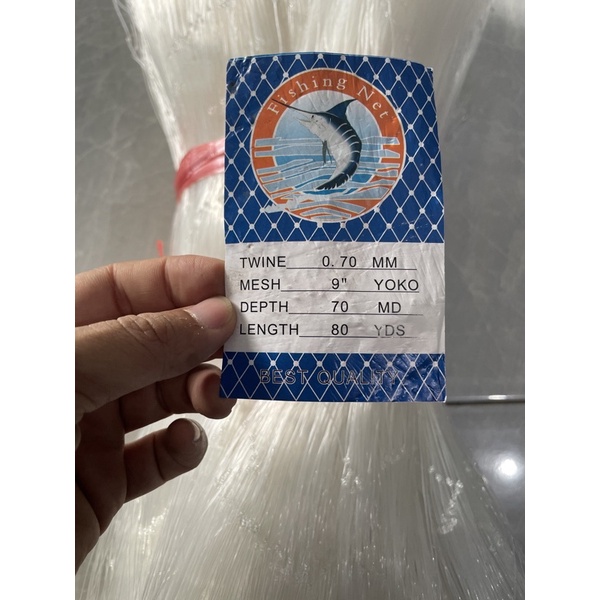 Fishing Net
TWINE 0.70 MM
MESH 9" YOKO
DEPTH 70 MD
LENGTH 80 YDS
BEST QUALITY